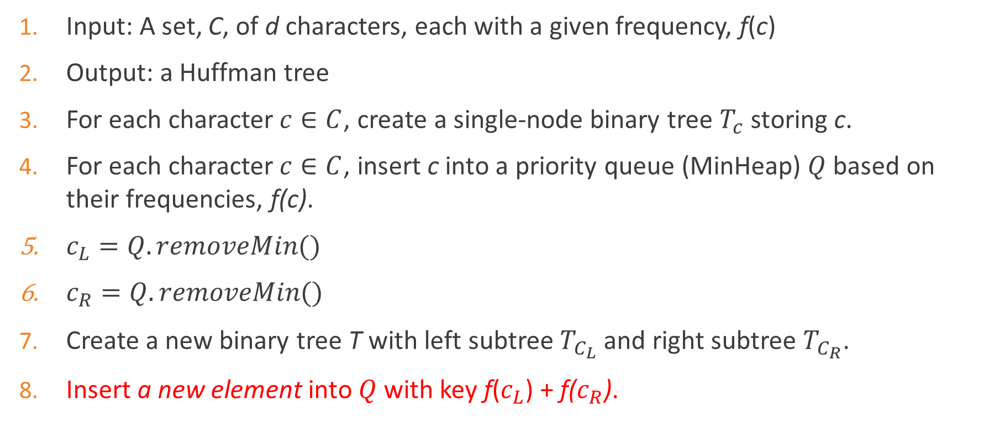 1. Input: A set, C, of d characters, each with a given frequency, f(c)
2. Output: a Huffman tree
3. For each character c ∈ C, create a single-node binary tree T_c storing c.
4. For each character c ∈ C, insert c into a priority queue (MinHeap) Q based on
their frequencies, f(c).
5. c_L = Q.removeMin()
6. c_R = Q.removeMin()
7. Create a new binary tree T with left subtree T_{C_L} and right subtree T_{C_R}.
8. Insert a new element into Q with key f(c_L) + f(c_R).